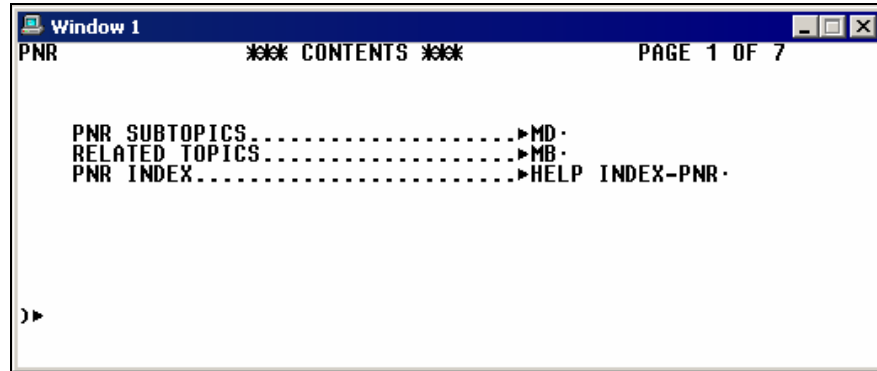 Window 1
PNR *** CONTENTS *** PAGE 1 OF 7
PNR SUBTOPICS....................►MD·
RELATED TOPICS...................►MB·
PNR INDEX........................►HELP INDEX-PNR·
)►